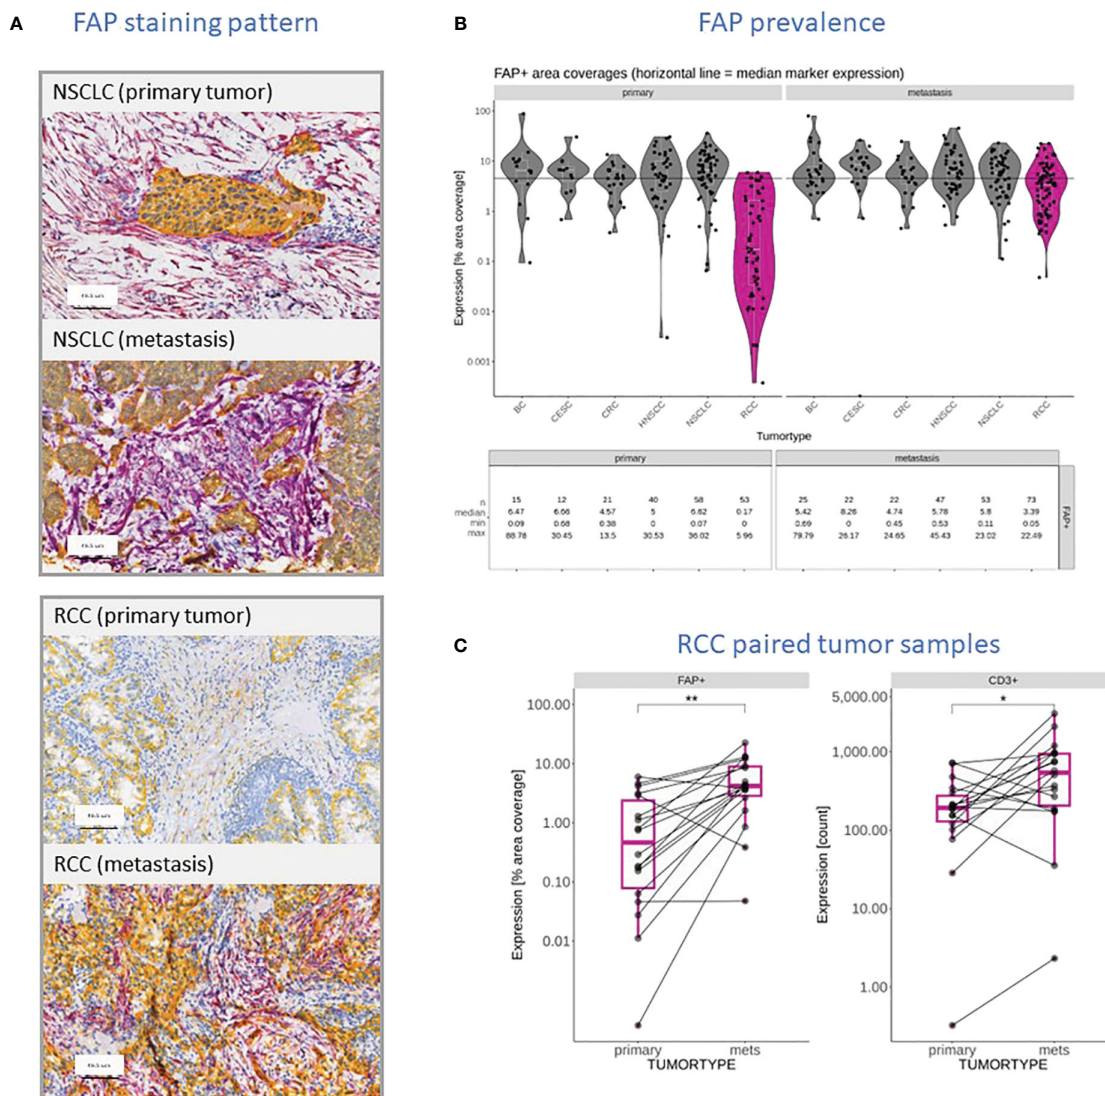 A
FAP staining pattern
NSCLC (primary tumor)
NSCLC (metastasis)
RCC (primary tumor)
RCC (metastasis)
B
FAP prevalence
FAP+ area coverages (horizontal line = median marker expression)
primary metastasis
Expression [% area coverage]
100
10
1
0.1
0.01
0.001
BC CESC CRC HNSCC NSCLC RCC BC CESC CRC HNSCC NSCLC RCC
Tumortype
primary metastasis
n 15 12 21 40 58 53 25 22 22 47 53 73
median 6.47 6.66 4.57 5 6.62 0.17 5.42 8.26 4.74 5.78 5.8 3.39
min 0.09 0.68 0.38 0 0.07 0 0.69 0 0.45 0.53 0.11 0.05
max 88.78 30.45 13.5 30.53 36.02 5.96 79.79 26.17 24.65 45.43 23.02 22.49
FAP+
C
RCC paired tumor samples
FAP+
**
Expression [% area coverage]
100.00
10.00
1.00
0.10
0.01
primary mets
TUMORTYPE
CD3+
*
Expression [count]
5,000.00
1,000.00
100.00
10.00
1.00
primary mets
TUMORTYPE